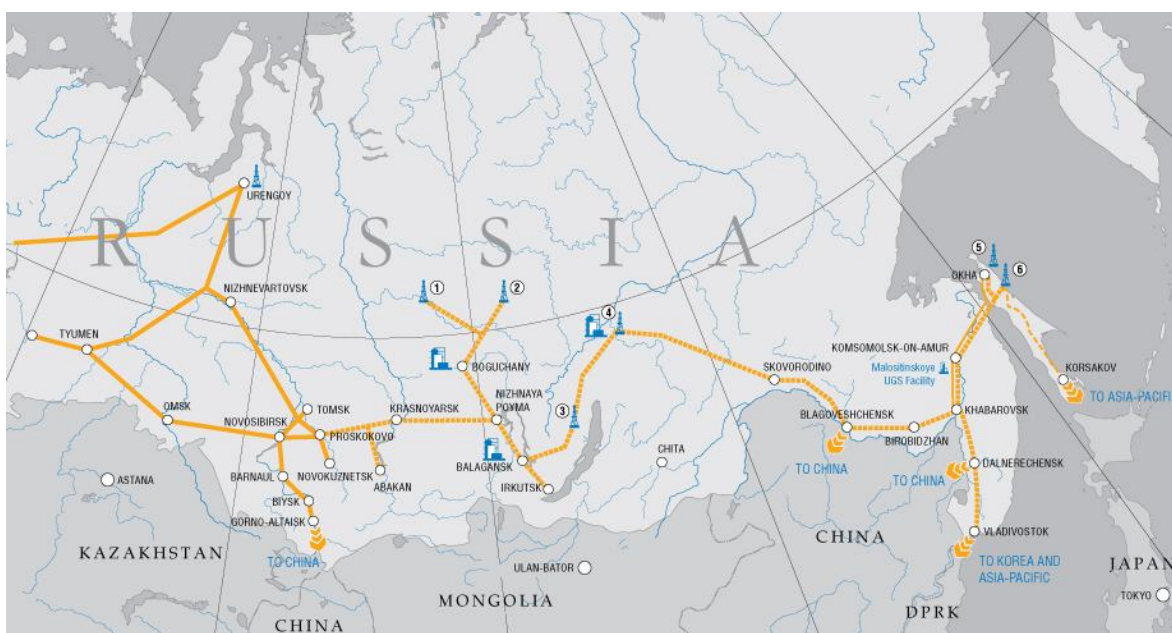 URENGOY
RUSSIA
1
2
5
6
OKHA
NIZHNEVARTOVSK
4
TYUMEN
BOGUCHANY
KOMSOMOLSK-ON-AMUR
Malositinskoye
UGS Facility
SKOVORODINO
KORSAKOV
TO ASIA-PACIFI
OMSK
TOMSK
NOVOSIBIRSK
PROSKOKOVO
KRASNOYARSK
NIZHNAYA
POYMA
3
BLAGOVESHCHENSK
KHABAROVSK
BIROBIDZHAN
BALAGANSK
CHITA
TO CHINA
DALNERECHENSK
TO CHINA
ASTANA
BARNAUL
NOVOKUZNETSK
ABAKAN
IRKUTSK
BIYSK
GORNO-ALTAISK
KAZAKHSTAN
TO CHINA
ULAN-BATOR
CHINA
VLADIVOSTOK
TO KOREA AND
ASIA-PACIFIC
JAPAN
MONGOLIA
TOKYO
CHINA
DPRK